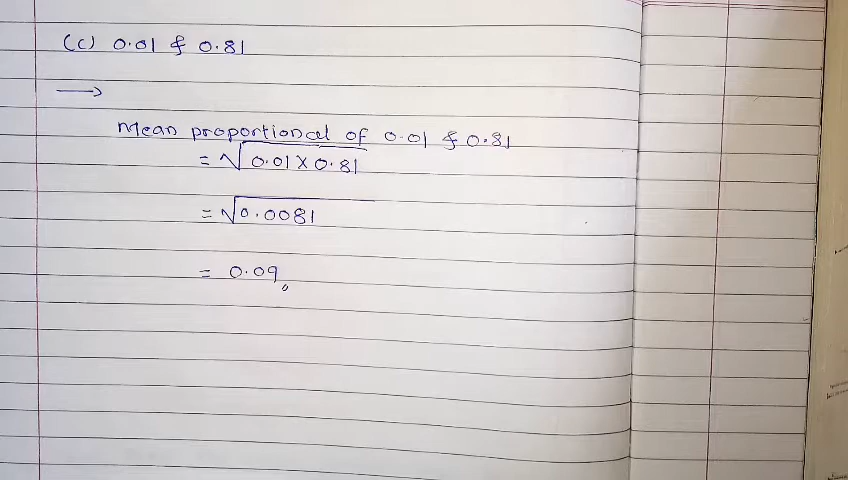 (c) 0.01 & 0.81
→
Mean proportional of 0.01 & 0.81
= √0.01 × 0.81
= √0.0081
= 0.09